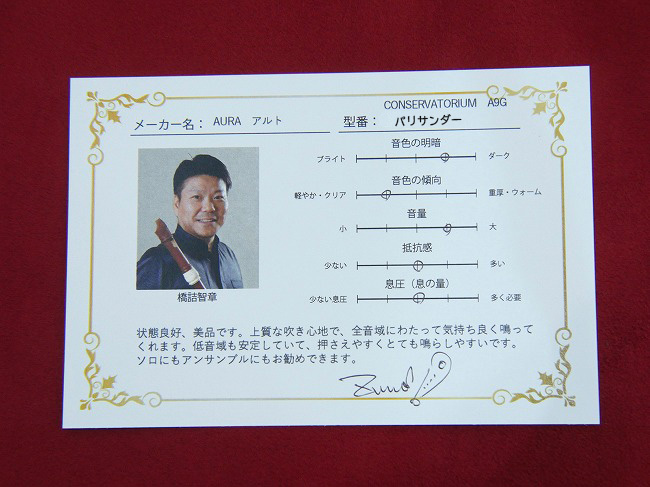 CONSERVATORIUM A9G
メーカー名： AURA アルト
型番： パリサンダー
音色の明暗
ブライト ダーク
音色の傾向
軽やか・クリア 重厚・ウォーム
音量
小 大
抵抗感
少ない 多い
息圧（息の量）
少ない息圧 多く必要
橋詰智章
状態良好、美品です。上質な吹き心地で、全音域にわたって気持ち良く鳴って
くれます。低音域も安定していて、押さえやすくとても鳴らしやすいです。
ソロにもアンサンブルにもお勧めできます。